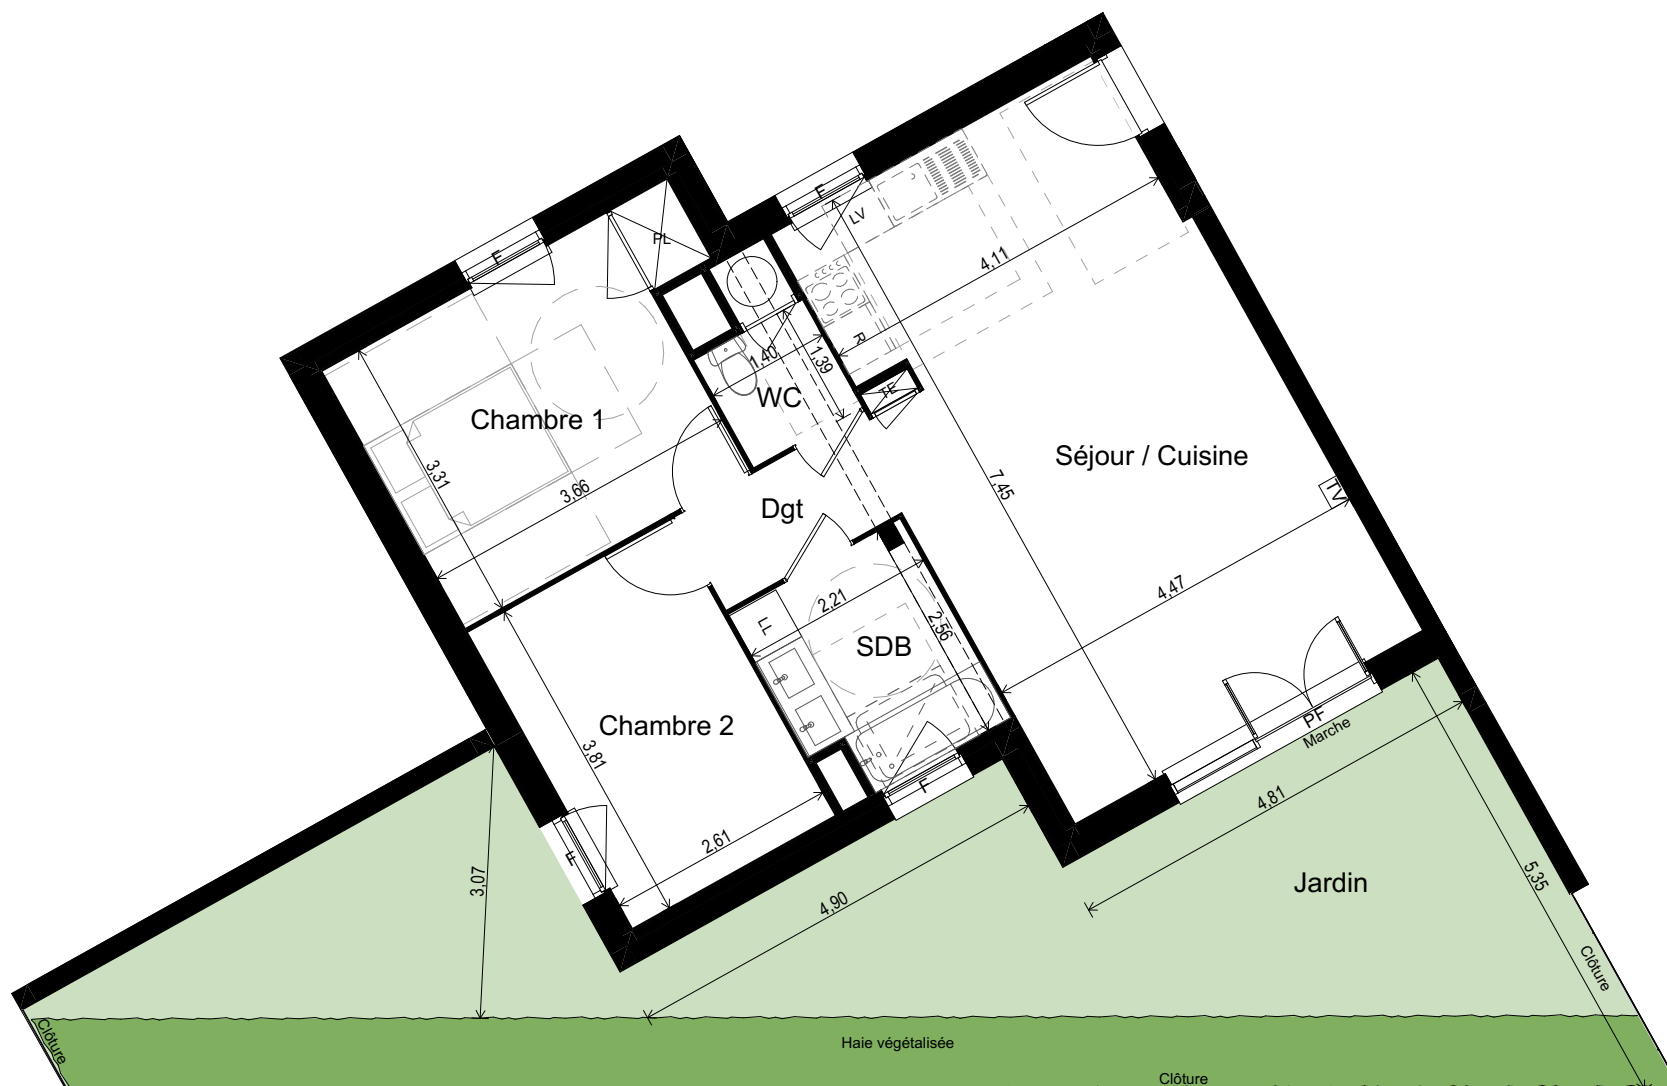 F
LV
4,11
F
PL
R
TE
1,40
1,39
WC
Chambre 1
3,31
3,66
Séjour / Cuisine
7,45
TV
Dgt
4,47
2,21
2,56
LL
SDB
Chambre 2
3,81
PF
Marche
F
F
2,61
4,81
4,90
3,07
Jardin
5,35
Clôture
Clôture
Haie végétalisée
Clôture